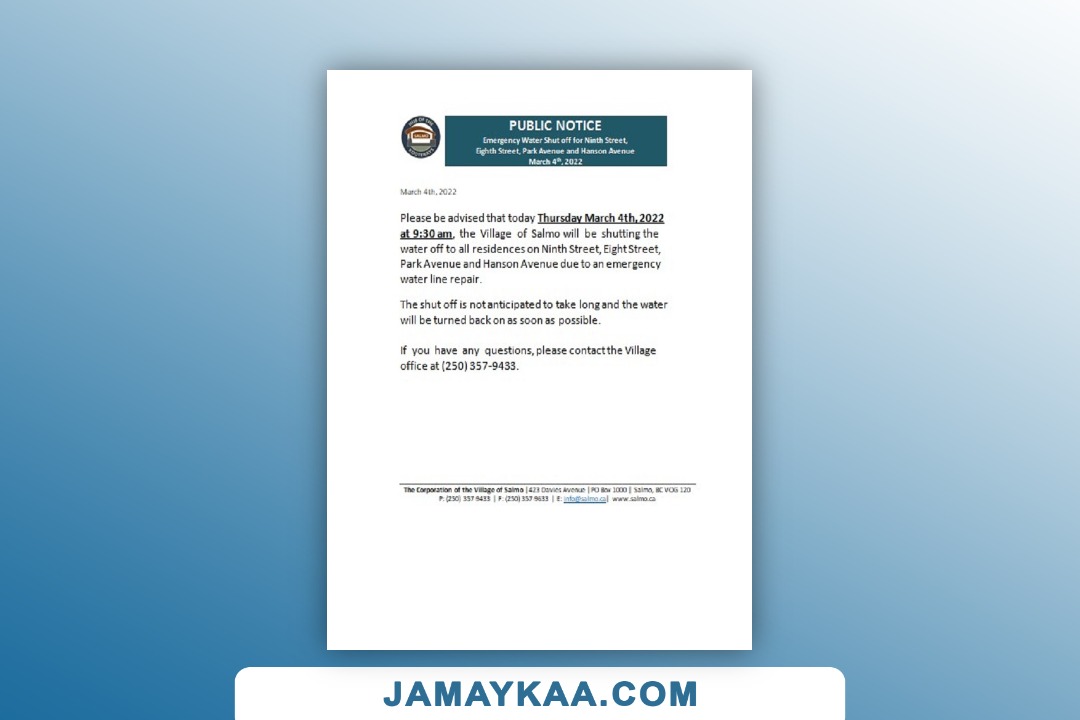 HUB OF THE
SALMO
KOOTENAYS
PUBLIC NOTICE
Emergency Water Shut off for Ninth Street,
Eighth Street, Park Avenue and Hanson Avenue
March 4th, 2022
March 4th, 2022
Please be advised that today Thursday March 4th, 2022
at 9:30 am, the Village of Salmo will be shutting the
water off to all residences on Ninth Street, Eight Street,
Park Avenue and Hanson Avenue due to an emergency
water line repair.
The shut off is not anticipated to take long and the water
will be turned back on as soon as possible.
If you have any questions, please contact the Village
office at (250) 357-9433.
The Corporation of the Village of Salmo | 423 Davies Avenue | PO Box 1000 | Salmo, BC V0G 1Z0
P: (250) 357 9433 | F: (250) 357 9633 | E: info@salmo.ca | www.salmo.ca
JAMAYKAA.COM